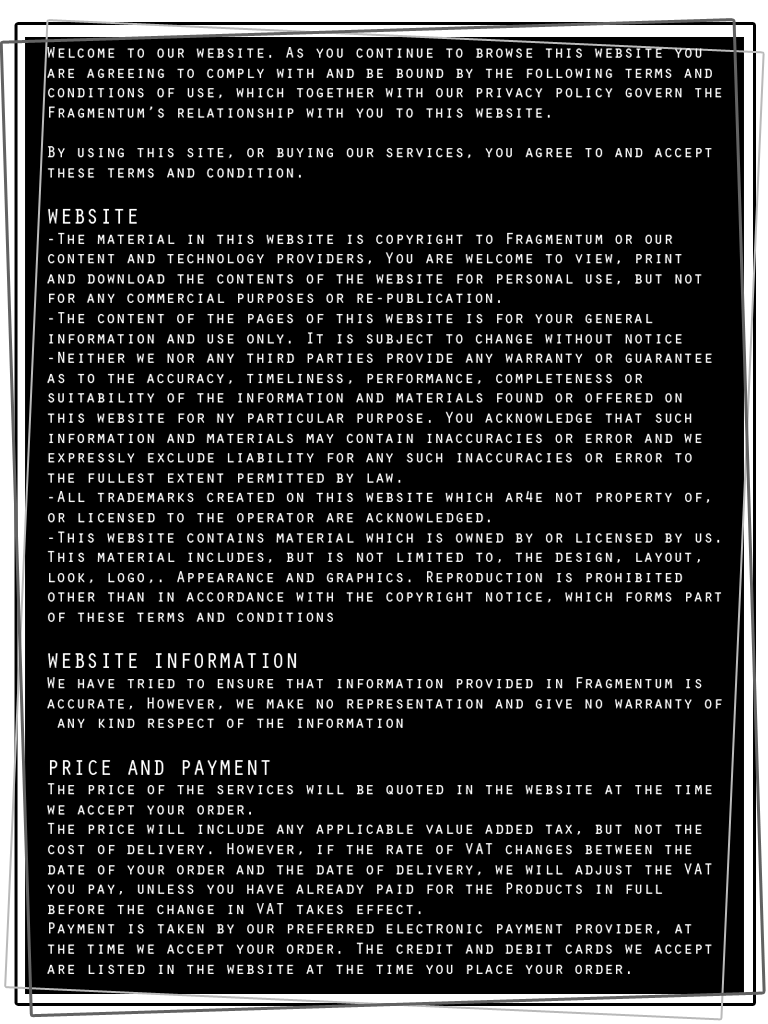 Welcome to our website. As you continue to browse this website you
are agreeing to comply with and be bound by the following terms and
conditions of use, which together with our privacy policy govern the
Fragmentum's relationship with you to this website.
By using this site, or buying our services, you agree to and accept
these terms and condition.
WEBSITE
-The material in this website is copyright to Fragmentum or our
content and technology providers, You are welcome to view, print
and download the contents of the website for personal use, but not
for any commercial purposes or re-publication.
-The content of the pages of this website is for your general
information and use only. It is subject to change without notice
-Neither we nor any third parties provide any warranty or guarantee
as to the accuracy, timeliness, performance, completeness or
suitability of the information and materials found or offered on
this website for ny particular purpose. You acknowledge that such
information and materials may contain inaccuracies or error and we
expressly exclude liability for any such inaccuracies or error to
the fullest extent permitted by law.
-All trademarks created on this website which ar4e not property of,
or licensed to the operator are acknowledged.
-This website contains material which is owned by or licensed by us.
This material includes, but is not limited to, the design, layout,
look, logo,. Appearance and graphics. Reproduction is prohibited
other than in accordance with the copyright notice, which forms part
of these terms and conditions
WEBSITE INFORMATION
We have tried to ensure that information provided in Fragmentum is
accurate, However, we make no representation and give no warranty of
any kind respect of the information
PRICE AND PAYMENT
The price of the services will be quoted in the website at the time
we accept your order.
The price will include any applicable value added tax, but not the
cost of delivery. However, if the rate of VAT changes between the
date of your order and the date of delivery, we will adjust the VAT
you pay, unless you have already paid for the Products in full
before the change in VAT takes effect.
Payment is taken by our preferred electronic payment provider, at
the time we accept your order. The credit and debit cards we accept
are listed in the website at the time you place your order.